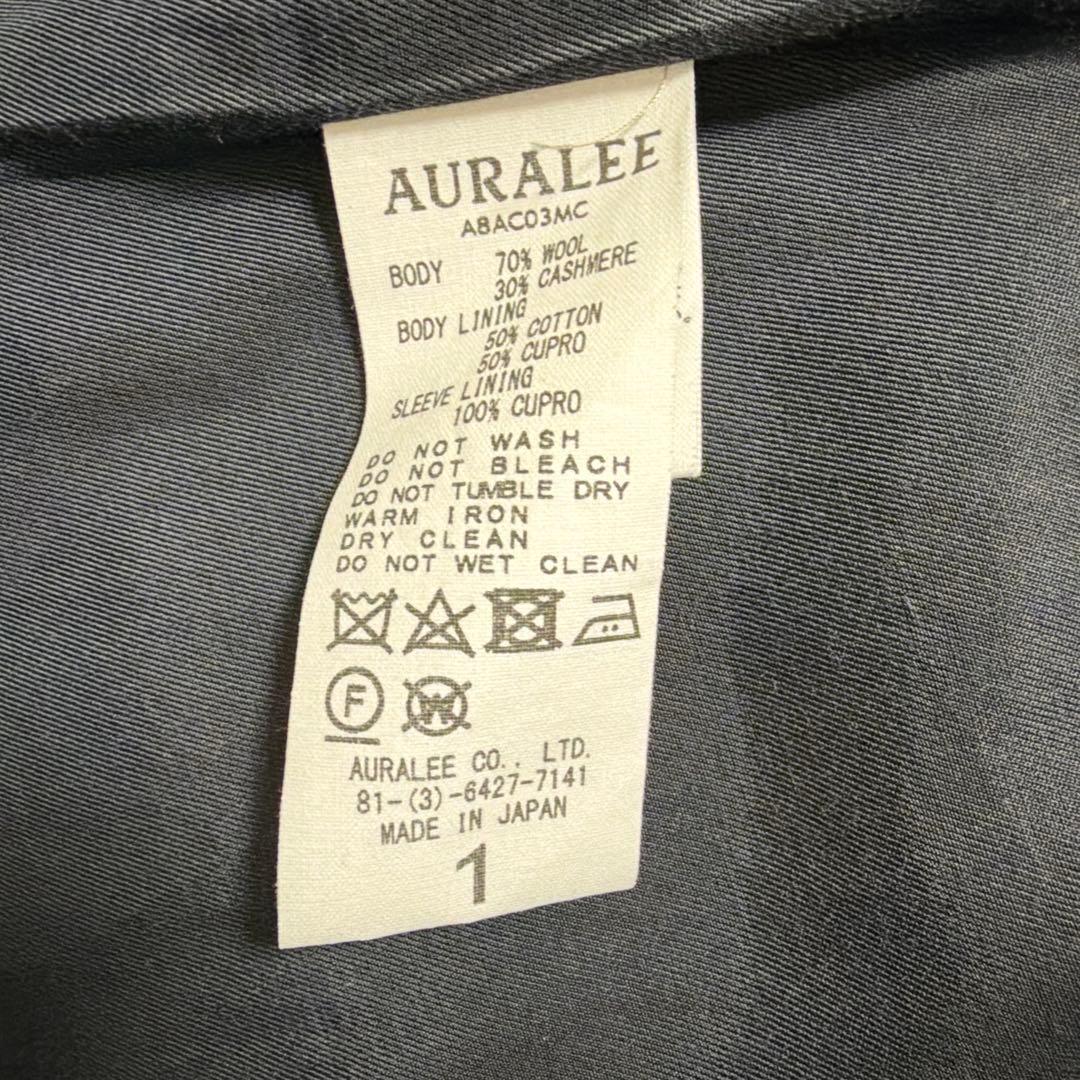 AURALEE
A8AC03MC
BODY 70% WOOL
30% CASHMERE
BODY LINING
50% COTTON
50% CUPRO
SLEEVE LINING
100% CUPRO
DO NOT WASH
DO NOT BLEACH
DO NOT TUMBLE DRY
WARM IRON
DRY CLEAN
DO NOT WET CLEAN
F W
AURALEE CO., LTD.
81-(3)-6427-7141
MADE IN JAPAN
1